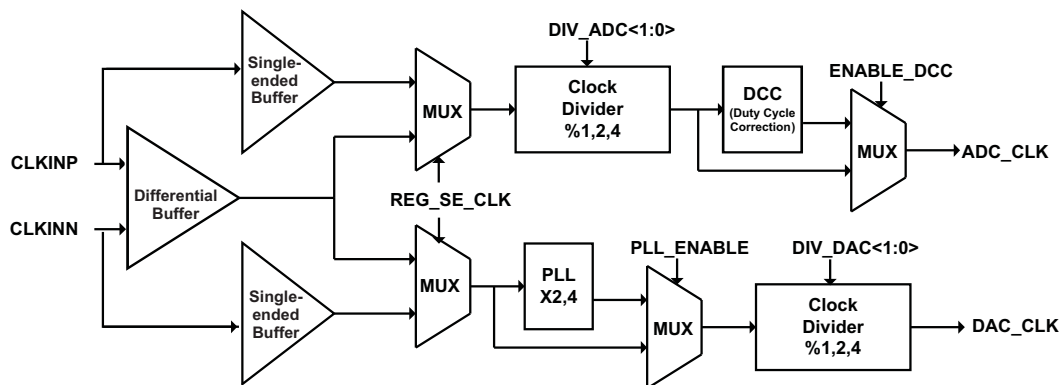 DIV_ADC<1:0>
Single-
ended
Buffer
MUX
Clock
Divider
%1,2,4
DCC
(Duty Cycle
Correction)
ENABLE_DCC
MUX
ADC_CLK
CLKINP
Differential
Buffer
CLKINN
REG_SE_CLK
Single-
ended
Buffer
MUX
PLL
X2,4
PLL_ENABLE
MUX
DIV_DAC<1:0>
Clock
Divider
%1,2,4
DAC_CLK